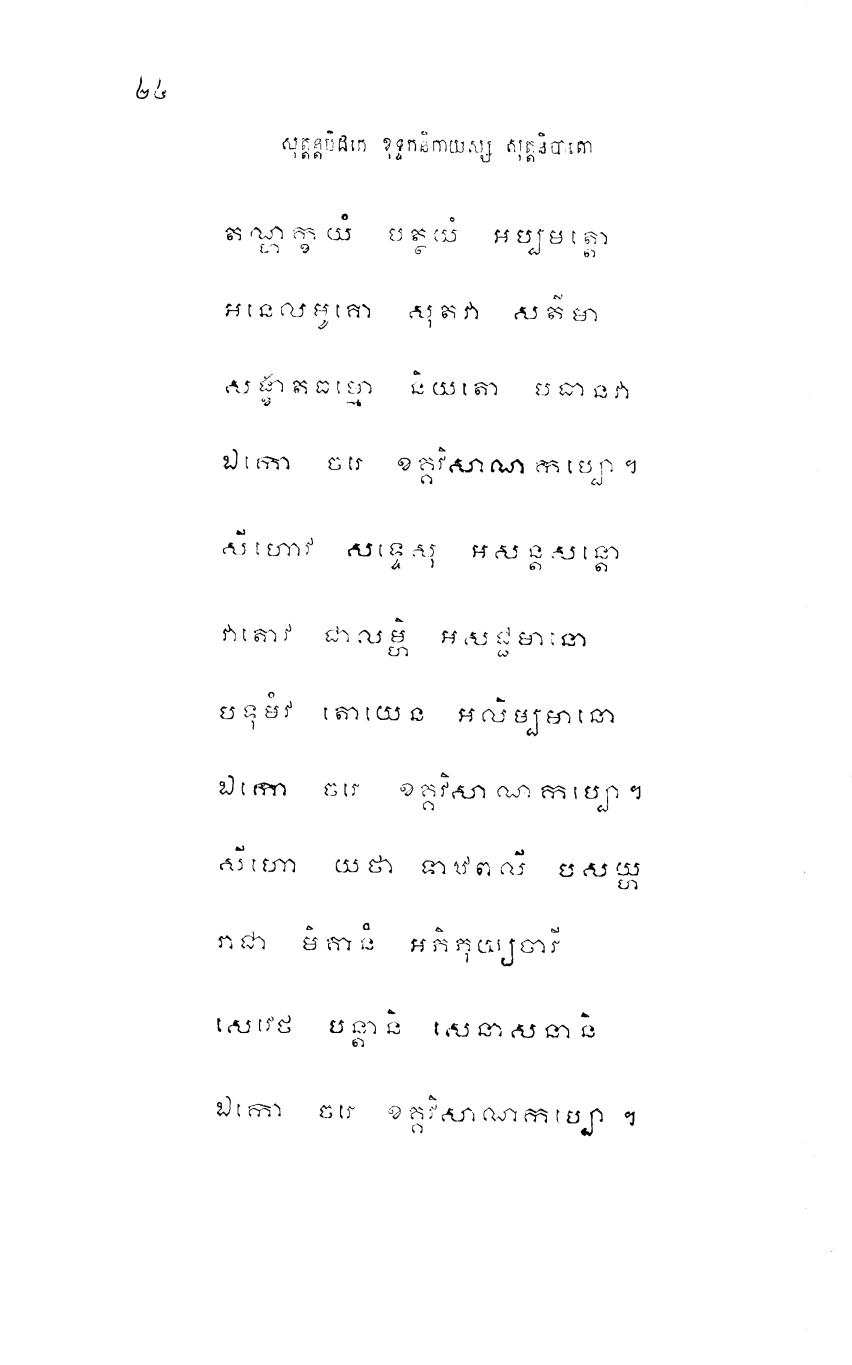 ២៤
សុត្តន្តបិដកេ ខុទ្ទកនិកាយស្ស សុត្តនិបាតោ
តណ្ហក្ខយំ បត្ថយំ អប្បមត្តោ
អនេលមូគោ សុតវា សតីមា
សង្ខាតធម្មោ និយតោ បធានវា
ឯកោ ចរេ ខគ្គវិសាណកប្បោ ។
សីហោវ សទ្ទេសុ អសន្តសន្តោ
វាតោវ ជាលម្ហិ អសជ្ជមានោ
បទុមំវ តោយេន អលិម្បមានោ
ឯកោ ចរេ ខគ្គវិសាណកប្បោ ។
សីហោ យថា ទាឋពលី បសយ្ហ
រាជា មិគានំ អភិភុយ្យចារី
សេវេថ បន្តានិ សេនាសនានិ
ឯកោ ចរេ ខគ្គវិសាណកប្បោ ។